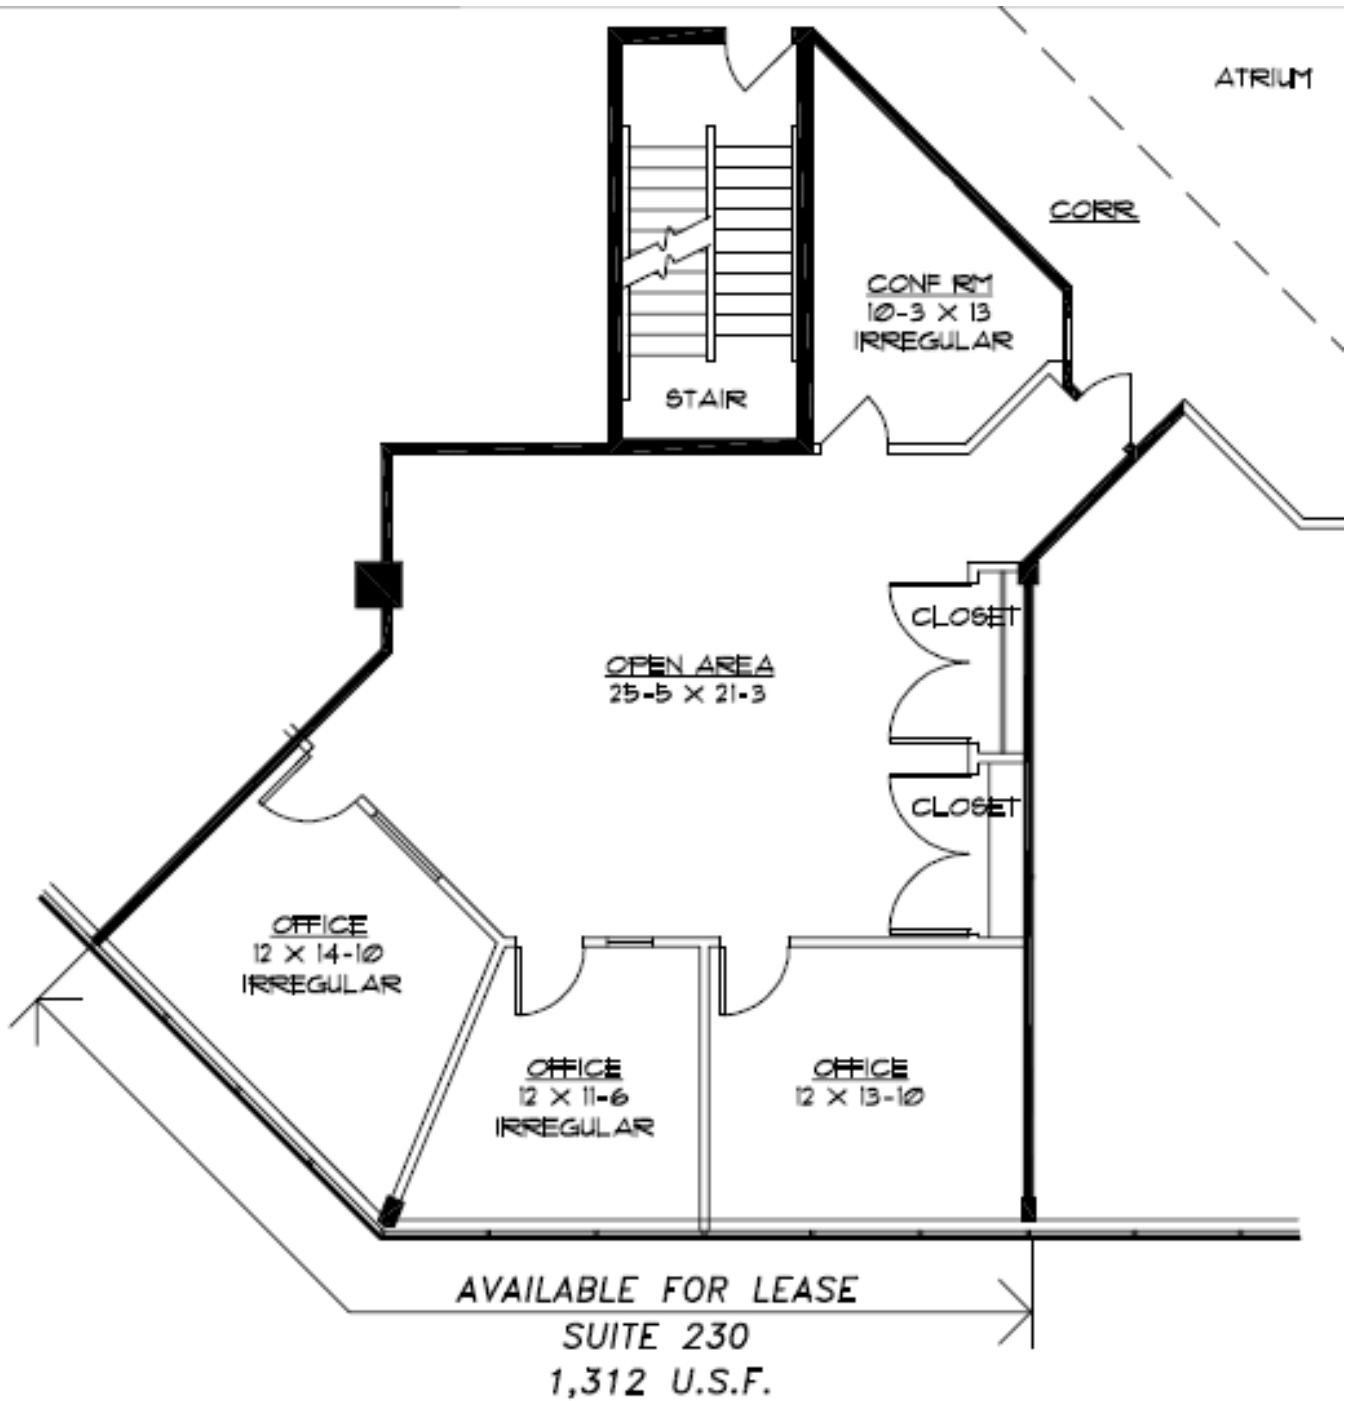 ATRIUM
CORR
CONF RM
10-3 X 13
IRREGULAR
STAIR
CLOSET
OPEN AREA
25-5 X 21-3
CLOSET
OFFICE
12 X 14-10
IRREGULAR
OFFICE
12 X 11-6
IRREGULAR
OFFICE
12 X 13-10
AVAILABLE FOR LEASE
SUITE 230
1,312 U.S.F.